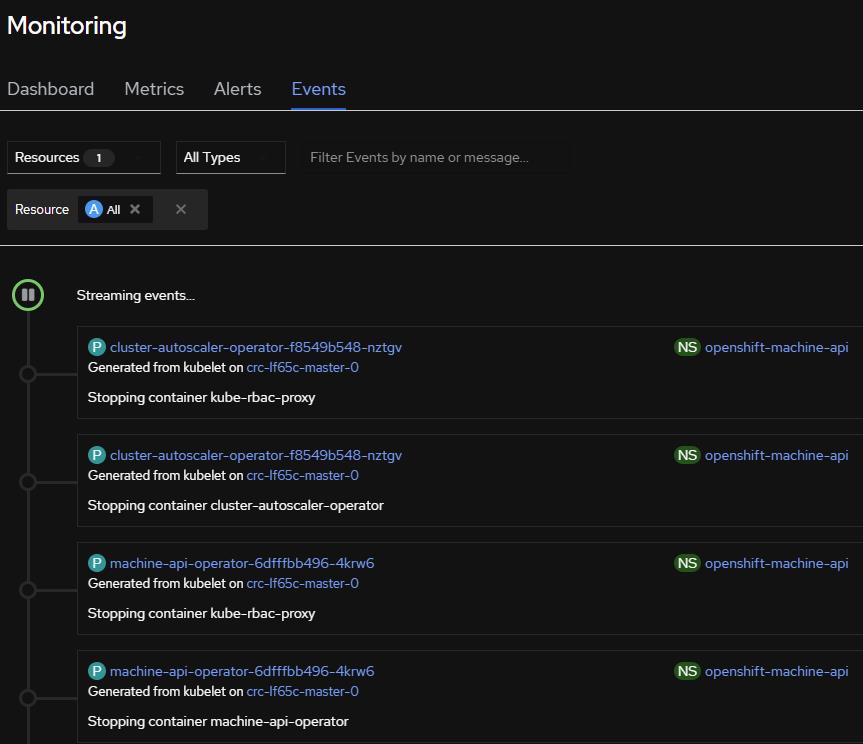 Monitoring
Dashboard Metrics Alerts Events
Resources 1 All Types Filter Events by name or message...
Resource A All
Streaming events...
P cluster-autoscaler-operator-f8549b548-nztgv NS openshift-machine-api
Generated from kubelet on crc-lf65c-master-0
Stopping container kube-rbac-proxy
P cluster-autoscaler-operator-f8549b548-nztgv NS openshift-machine-api
Generated from kubelet on crc-lf65c-master-0
Stopping container cluster-autoscaler-operator
P machine-api-operator-6dfffbb496-4krw6 NS openshift-machine-api
Generated from kubelet on crc-lf65c-master-0
Stopping container kube-rbac-proxy
P machine-api-operator-6dfffbb496-4krw6 NS openshift-machine-api
Generated from kubelet on crc-lf65c-master-0
Stopping container machine-api-operator